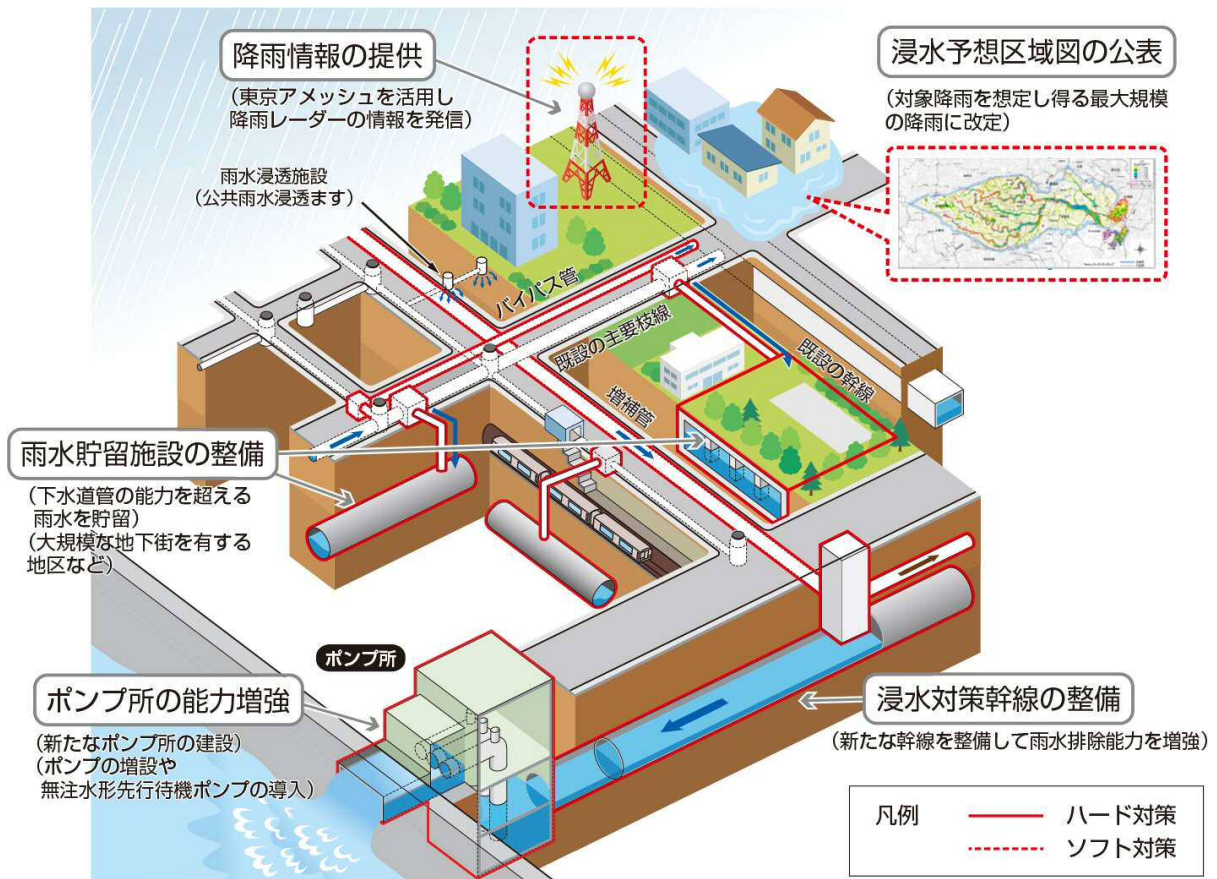 降雨情報の提供
(東京アメッシュを活用し
降雨レーダーの情報を発信)
浸水予想区域図の公表
(対象降雨を想定し得る最大規模
の降雨に改定)
雨水浸透施設
(公共雨水浸透ます)
バイパス管
既設の主要枝線
既設の幹線
増補管
雨水貯留施設の整備
(下水道管の能力を超える
雨水を貯留)
(大規模な地下街を有する
地区など)
ポンプ所
ポンプ所の能力増強
(新たなポンプ所の建設)
(ポンプの増設や
無注水形先行待機ポンプの導入)
浸水対策幹線の整備
(新たな幹線を整備して雨水排除能力を増強)
凡例
ハード対策
ソフト対策